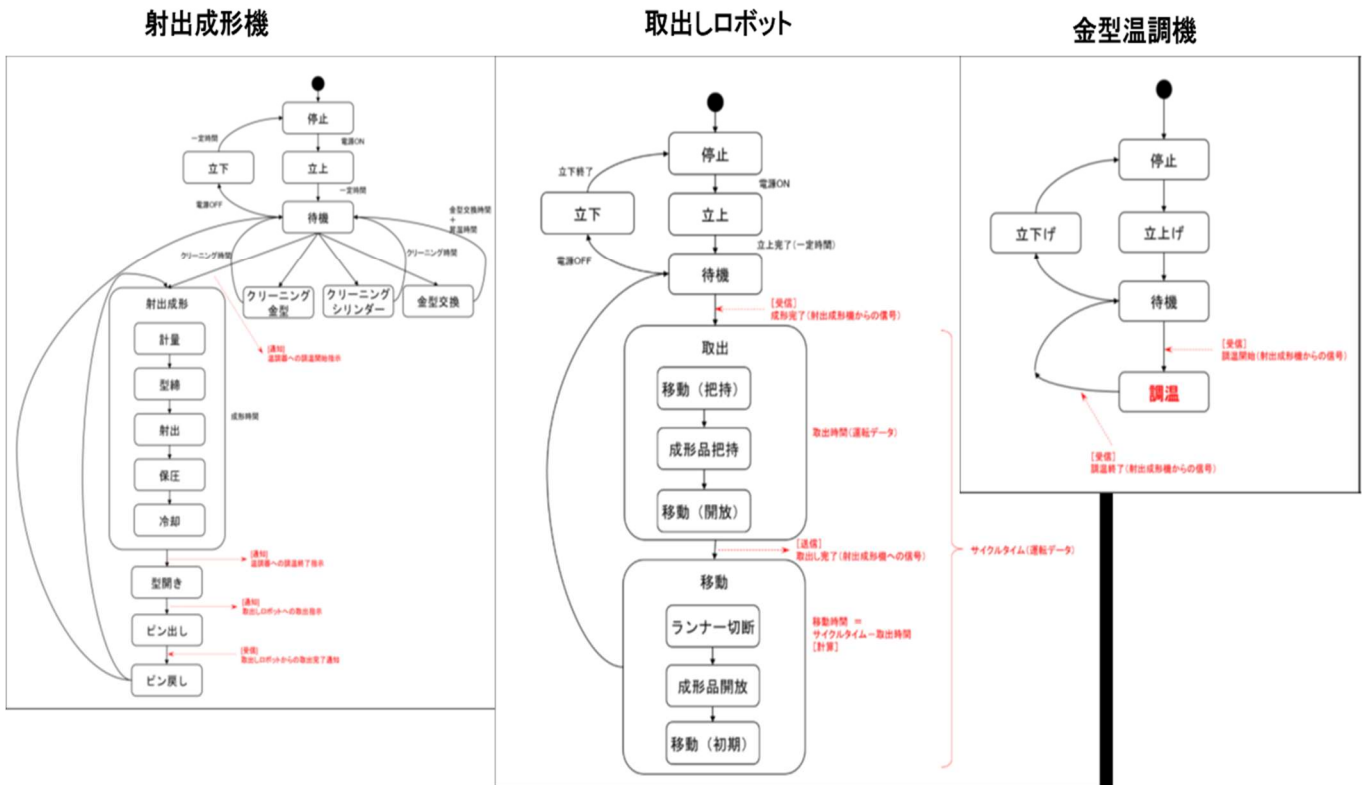 射出成形機
停止
一定時間
電源ON
立下
立上
一定時間
電源OFF
待機
金型交換時間
+
昇温時間
クリーニング時間
クリーニング時間
射出成形
クリーニング
金型
クリーニング
シリンダー
金型交換
計量
[通知]
温調器への調温開始指示
型締
成形時間
射出
保圧
冷却
[通知]
温調器への調温終了指示
型開き
[通知]
取出しロボットへの取出指示
ピン出し
[受信]
取出しロボットからの取出完了通知
ピン戻し
取出しロボット
停止
立下終了
電源ON
立下
立上
立上完了(一定時間)
電源OFF
待機
[受信]
成形完了(射出成形機からの信号)
取出
移動（把持）
取出時間(運転データ)
成形品把持
移動（開放）
[送信]
取出し完了(射出成形機への信号)
サイクルタイム(運転データ)
移動
ランナー切断
移動時間 =
サイクルタイム－取出時間
[計算]
成形品開放
移動（初期）
金型温調機
停止
立下げ
立上げ
待機
[受信]
調温開始(射出成形機からの信号)
調温
[受信]
調温終了(射出成形機からの信号)